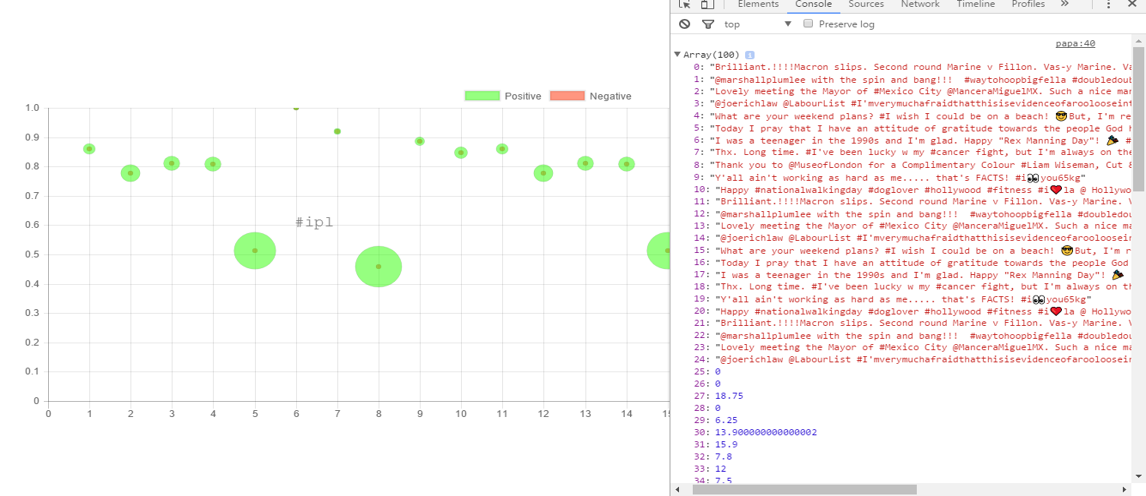 Elements Console Sources Network Timeline Profiles »
top Preserve log
papa:40
Array(100)
0: "Brilliant.!!!!Macron slips. Second round Marine v Fillon. Vas-y Marine.
1: "@marshallplumlee with the spin and bang!!! #waytohoopbigfella #doubledou
2: "Lovely meeting the Mayor of #Mexico City @ManceraMiguelMX. Such a nice
3: "@joerichlaw @LabourList #I'mverymuchafraidthatthisisevidenceofaroolooosein
4: "What are your weekend plans? #I wish I could be on a beach! 😎But, I'm
5: "Today I pray that I have an attitude of gratitude towards the people God
6: "I was a teenager in the 1990s and I'm glad. Happy "Rex Manning Day"! 🎉 #
7: "Thx. Long time. #I've been lucky w my #cancer fight, but I'm always on
8: "Thank you to @MuseofLondon for a Complimentary Colour #Liam Wiseman, Cut
9: "Y'all ain't working as hard as me..... that's FACTS! #i👀you65kg"
10: "Happy #nationalwalkingday #doglover #hollywood #fitness #i❤la @
11: "Brilliant.!!!!Macron slips. Second round Marine v Fillon. Vas-y Marine.
12: "@marshallplumlee with the spin and bang!!! #waytohoopbigfella #doubledou
13: "Lovely meeting the Mayor of #Mexico City @ManceraMiguelMX. Such a nice
14: "@joerichlaw @LabourList #I'mverymuchafraidthatthisisevidenceofaroolooosein
15: "What are your weekend plans? #I wish I could be on a beach! 😎But, I'm
16: "Today I pray that I have an attitude of gratitude towards the people God
17: "I was a teenager in the 1990s and I'm glad. Happy "Rex Manning Day"! 🎉
18: "Thx. Long time. #I've been lucky w my #cancer fight, but I'm always on
19: "Y'all ain't working as hard as me..... that's FACTS! #i👀you65kg"
20: "Happy #nationalwalkingday #doglover #hollywood #fitness #i❤la @
21: "Brilliant.!!!!Macron slips. Second round Marine v Fillon. Vas-y Marine.
22: "@marshallplumlee with the spin and bang!!! #waytohoopbigfella #doubledou
23: "Lovely meeting the Mayor of #Mexico City @ManceraMiguelMX. Such a nice
24: "@joerichlaw @LabourList #I'mverymuchafraidthatthisisevidenceofaroolooosein
25: 0
26: 0
27: 18.75
28: 0
29: 6.25
30: 13.900000000000002
31: 15.9
32: 7.8
33: 12
34: 7.5
Positive Negative
1.0
0.9
0.8
0.7
0.6
#ipl
0.5
0.4
0.3
0.2
0.1
0
0 1 2 3 4 5 6 7 8 9 10 11 12 13 14